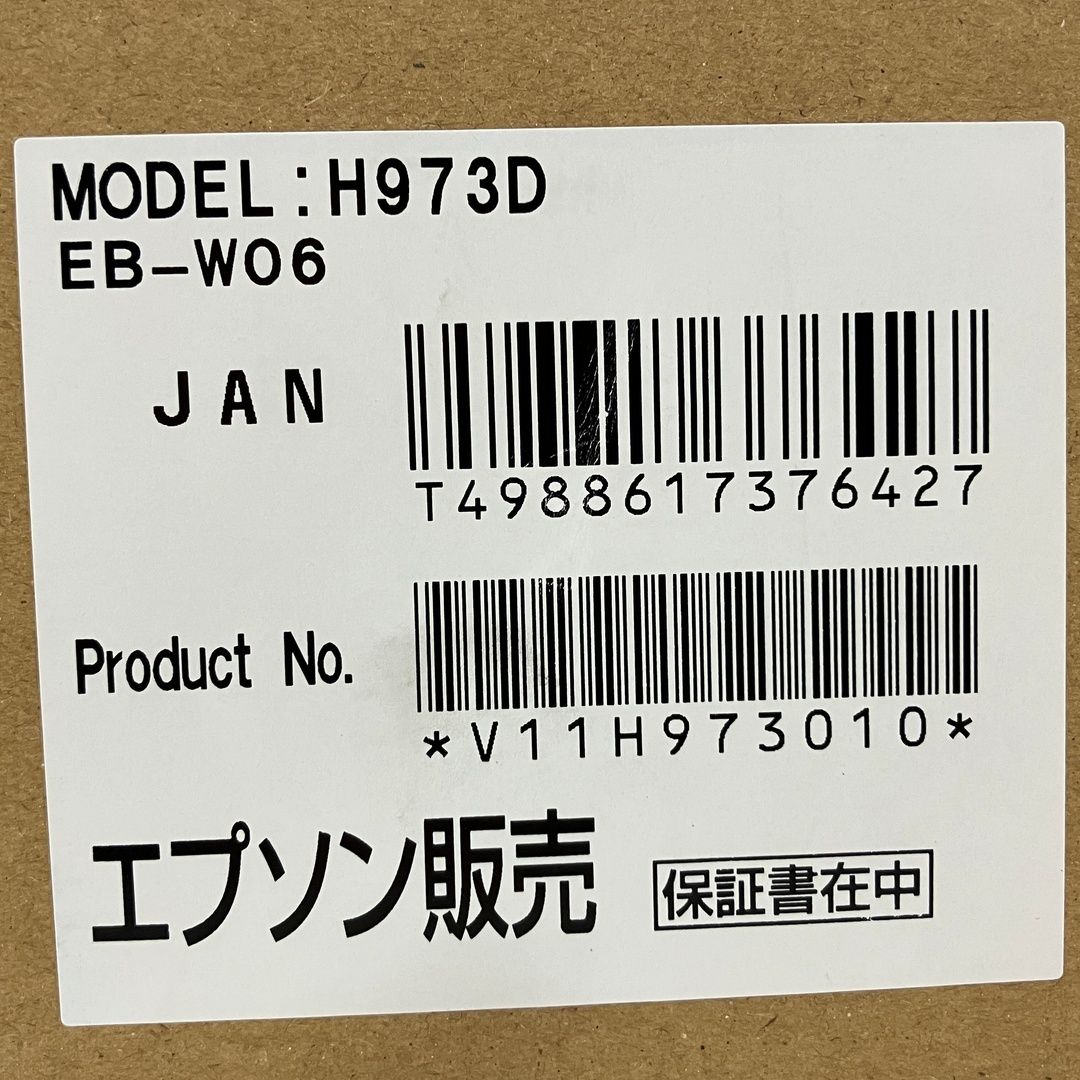 MODEL:H973D
EB-W06
JAN
T4988617376427
Product No.
*V11H973010*
エプソン販売
保証書在中